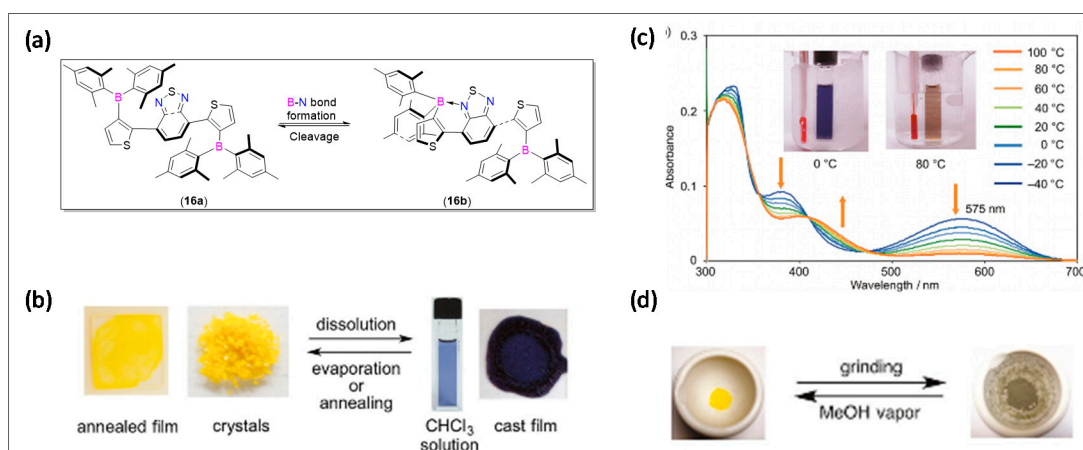 (a)
B
N
S
N
S
S
B
B-N bond
formation
Cleavage
B
N
S
N
S
S
B
(16a)
(16b)
(b)
dissolution
evaporation
or
annealing
annealed film
crystals
CHCl3
solution
cast film
(c)
)
0.3
0.2
0.1
0
Absorbance
0 °C
80 °C
100 °C
80 °C
60 °C
40 °C
20 °C
0 °C
–20 °C
–40 °C
575 nm
300
400
500
600
700
Wavelength / nm
(d)
grinding
MeOH vapor